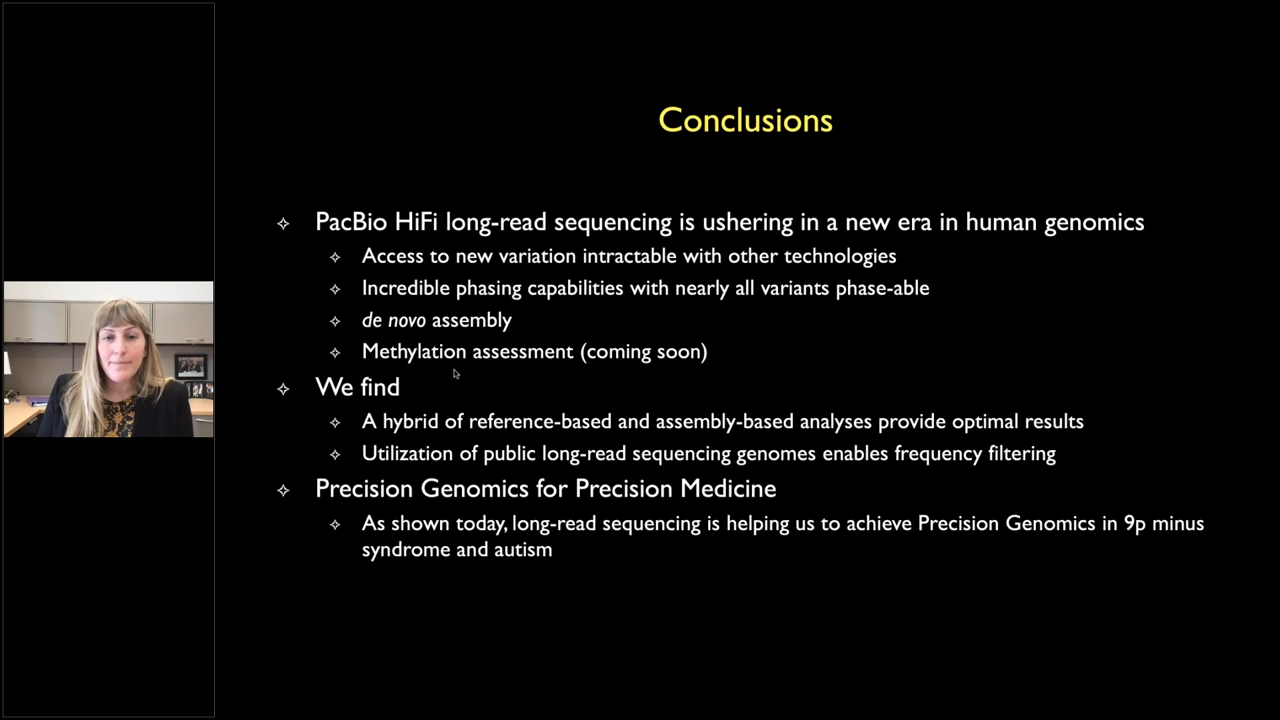 Conclusions
PacBio HiFi long-read sequencing is ushering in a new era in human genomics
Access to new variation intractable with other technologies
Incredible phasing capabilities with nearly all variants phase-able
de novo assembly
Methylation assessment (coming soon)
We find
A hybrid of reference-based and assembly-based analyses provide optimal results
Utilization of public long-read sequencing genomes enables frequency filtering
Precision Genomics for Precision Medicine
As shown today, long-read sequencing is helping us to achieve Precision Genomics in 9p minus
syndrome and autism